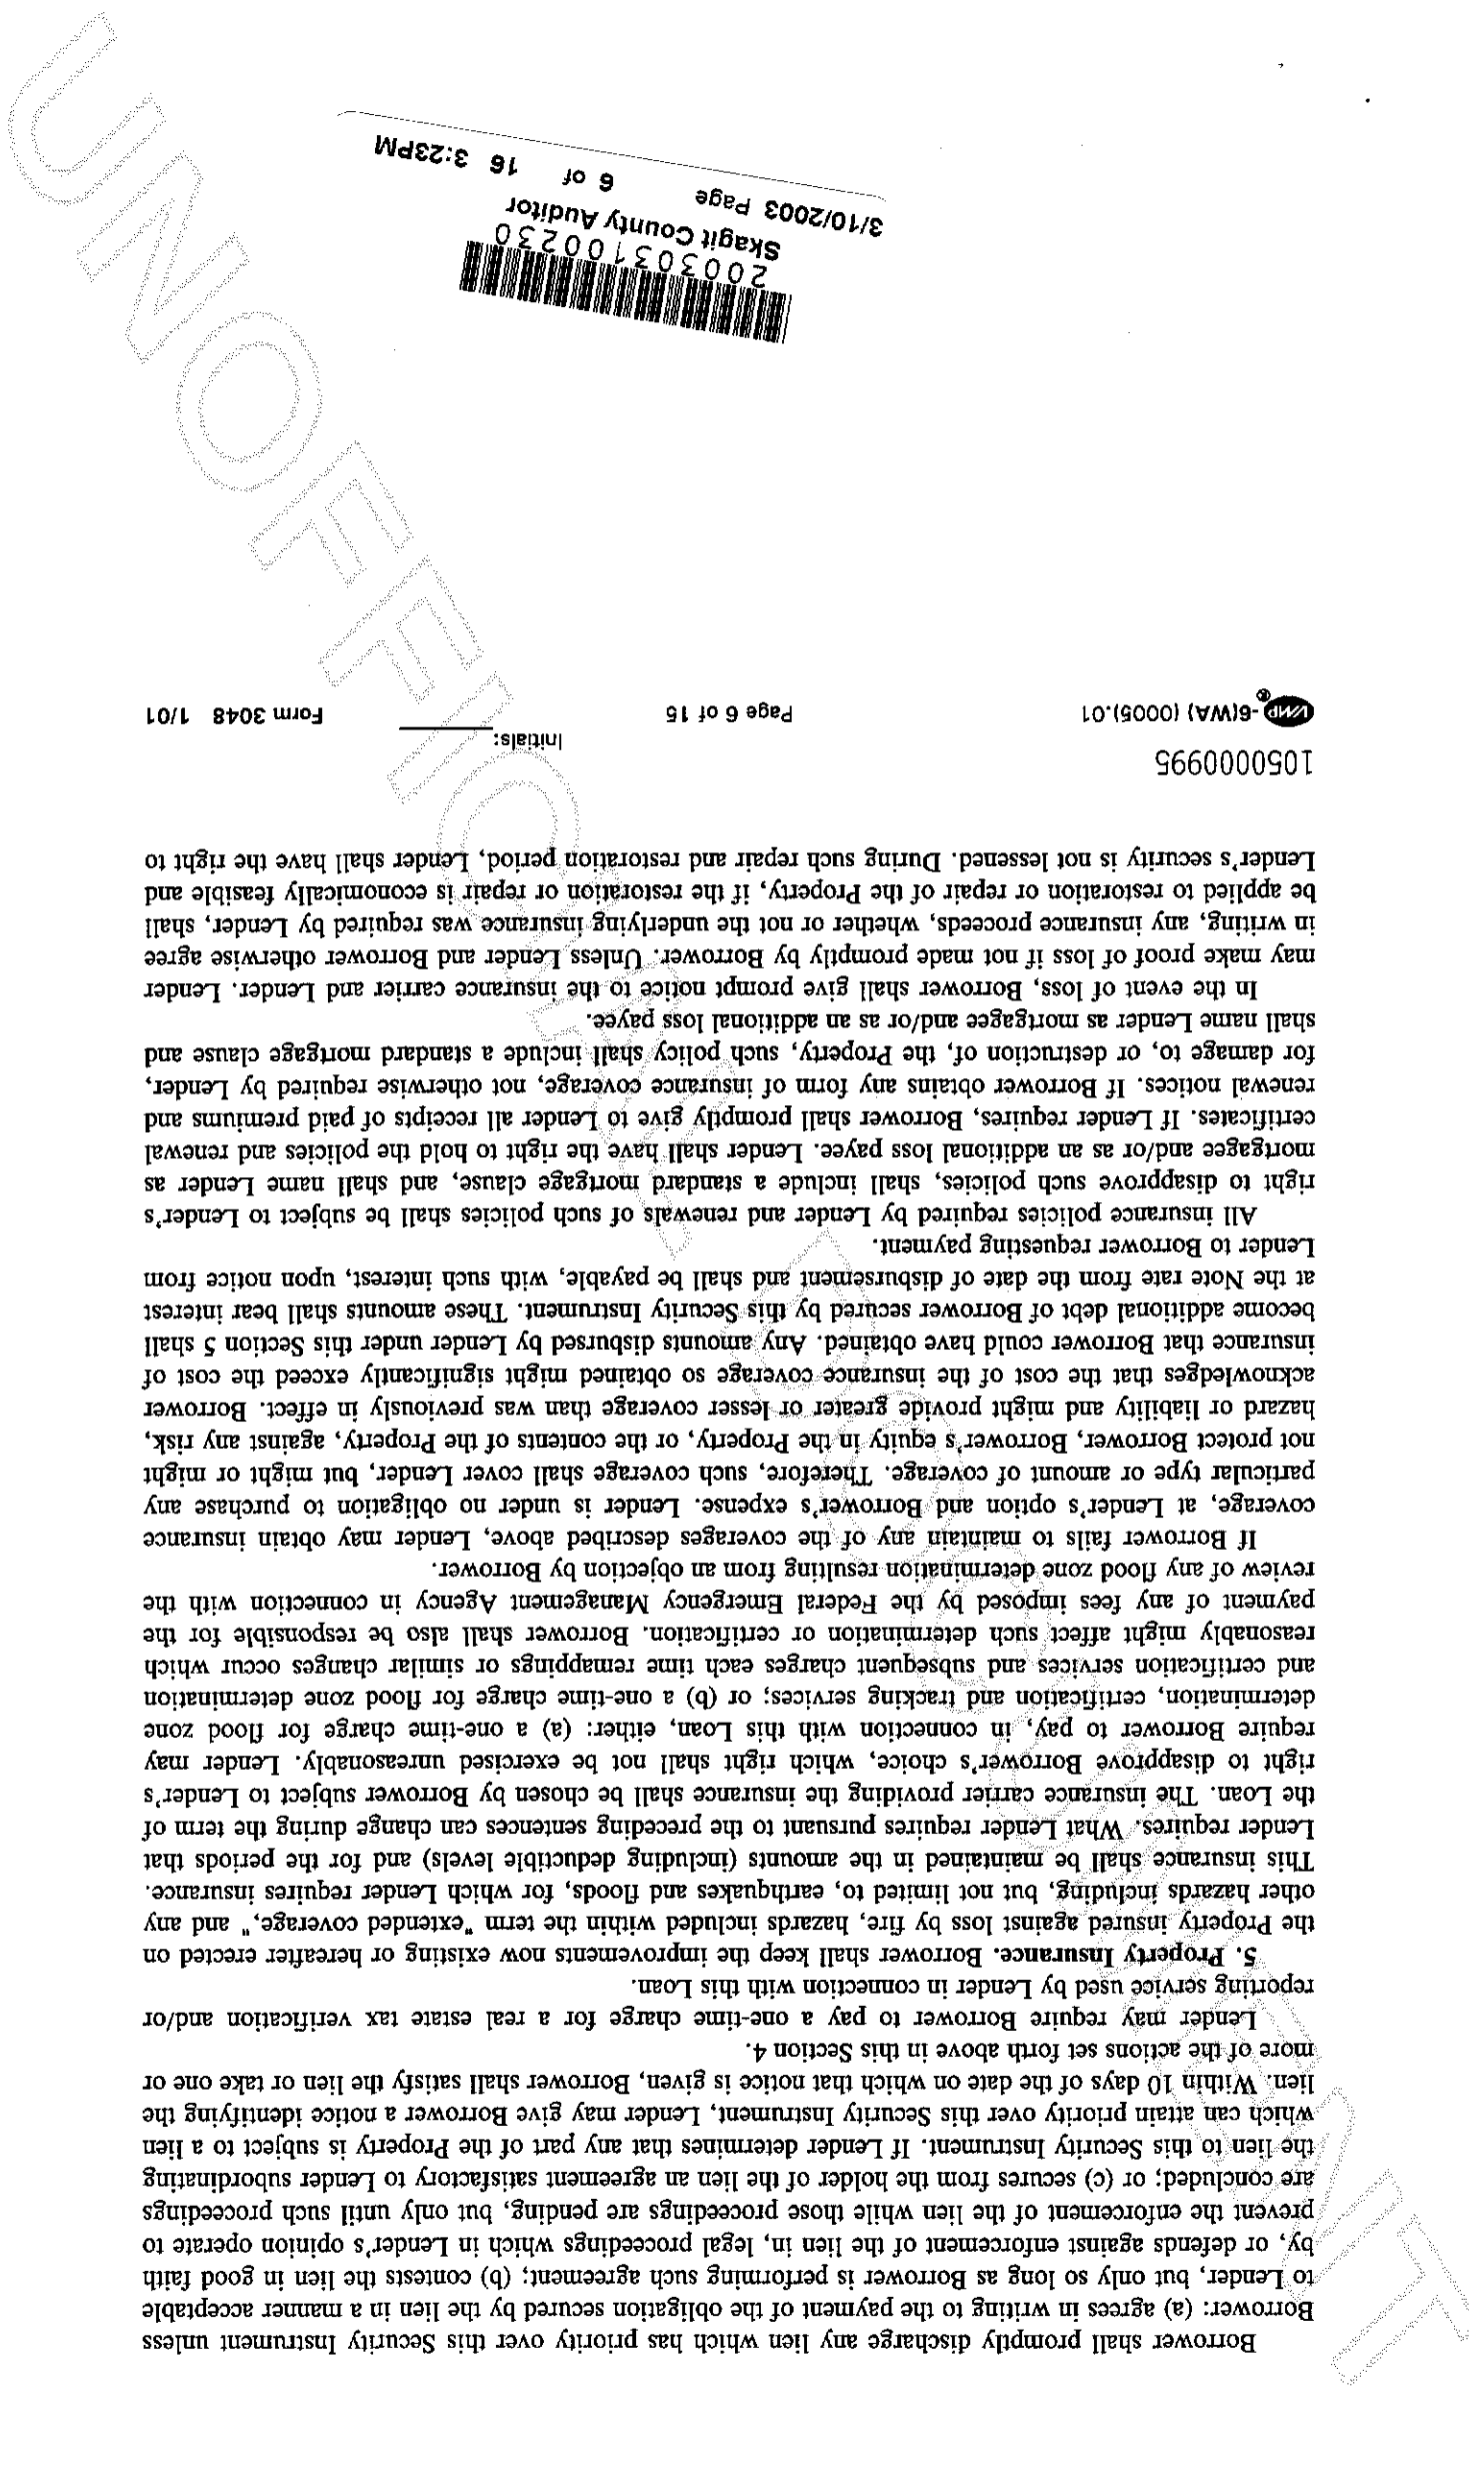 Borrower shall promptly discharge any lien which has priority over this Security Instrument unless
Borrower: (a) agrees in writing to the payment of the obligation secured by the lien in a manner acceptable
to Lender, but only so long as Borrower is performing such agreement; (b) contests the lien in good faith
by, or defends against enforcement of the lien in, legal proceedings which in Lender's opinion operate to
prevent the enforcement of the lien while those proceedings are pending, but only until such proceedings
are concluded; or (c) secures from the holder of the lien an agreement satisfactory to Lender subordinating
the lien to this Security Instrument. If Lender determines that any part of the Property is subject to a lien
which can attain priority over this Security Instrument, Lender may give Borrower a notice identifying the
lien. Within 10 days of the date on which that notice is given, Borrower shall satisfy the lien or take one or
more of the actions set forth above in this Section 4.
Lender may require Borrower to pay a one-time charge for a real estate tax verification and/or
reporting service used by Lender in connection with this Loan.
5. Property Insurance. Borrower shall keep the improvements now existing or hereafter erected on
the Property insured against loss by fire, hazards included within the term "extended coverage," and any
other hazards including, but not limited to, earthquakes and floods, for which Lender requires insurance.
This insurance shall be maintained in the amounts (including deductible levels) and for the periods that
Lender requires. What Lender requires pursuant to the preceding sentences can change during the term of
the Loan. The insurance carrier providing the insurance shall be chosen by Borrower subject to Lender's
right to disapprove Borrower's choice, which right shall not be exercised unreasonably. Lender may
require Borrower to pay, in connection with this Loan, either: (a) a one-time charge for flood zone
determination, certification and tracking services; or (b) a one-time charge for flood zone determination
and certification services and subsequent charges each time remappings or similar changes occur which
reasonably might affect such determination or certification. Borrower shall also be responsible for the
payment of any fees imposed by the Federal Emergency Management Agency in connection with the
review of any flood zone determination resulting from an objection by Borrower.
If Borrower fails to maintain any of the coverages described above, Lender may obtain insurance
coverage, at Lender's option and Borrower's expense. Lender is under no obligation to purchase any
particular type or amount of coverage. Therefore, such coverage shall cover Lender, but might or might
not protect Borrower, Borrower's equity in the Property, or the contents of the Property, against any risk,
hazard or liability and might provide greater or lesser coverage than was previously in effect. Borrower
acknowledges that the cost of the insurance coverage so obtained might significantly exceed the cost of
insurance that Borrower could have obtained. Any amounts disbursed by Lender under this Section 5 shall
become additional debt of Borrower secured by this Security Instrument. These amounts shall bear interest
at the Note rate from the date of disbursement and shall be payable, with such interest, upon notice from
Lender to Borrower requesting payment.
All insurance policies required by Lender and renewals of such policies shall be subject to Lender's
right to disapprove such policies, shall include a standard mortgage clause, and shall name Lender as
mortgagee and/or as an additional loss payee. Lender shall have the right to hold the policies and renewal
certificates. If Lender requires, Borrower shall promptly give to Lender all receipts of paid premiums and
renewal notices. If Borrower obtains any form of insurance coverage, not otherwise required by Lender,
for damage to, or destruction of, the Property, such policy shall include a standard mortgage clause and
shall name Lender as mortgagee and/or as an additional loss payee.
In the event of loss, Borrower shall give prompt notice to the insurance carrier and Lender. Lender
may make proof of loss if not made promptly by Borrower. Unless Lender and Borrower otherwise agree
in writing, any insurance proceeds, whether or not the underlying insurance was required by Lender, shall
be applied to restoration or repair of the Property, if the restoration or repair is economically feasible and
Lender's security is not lessened. During such repair and restoration period, Lender shall have the right to
1050000995
Initials:
VMP®-6(WA) (0005).01 Page 6 of 15 Form 3048 1/01
200303100230
Skagit County Auditor
3/10/2003 Page 6 of 16 3:23PM
UNOFFICIAL DOCUMENT